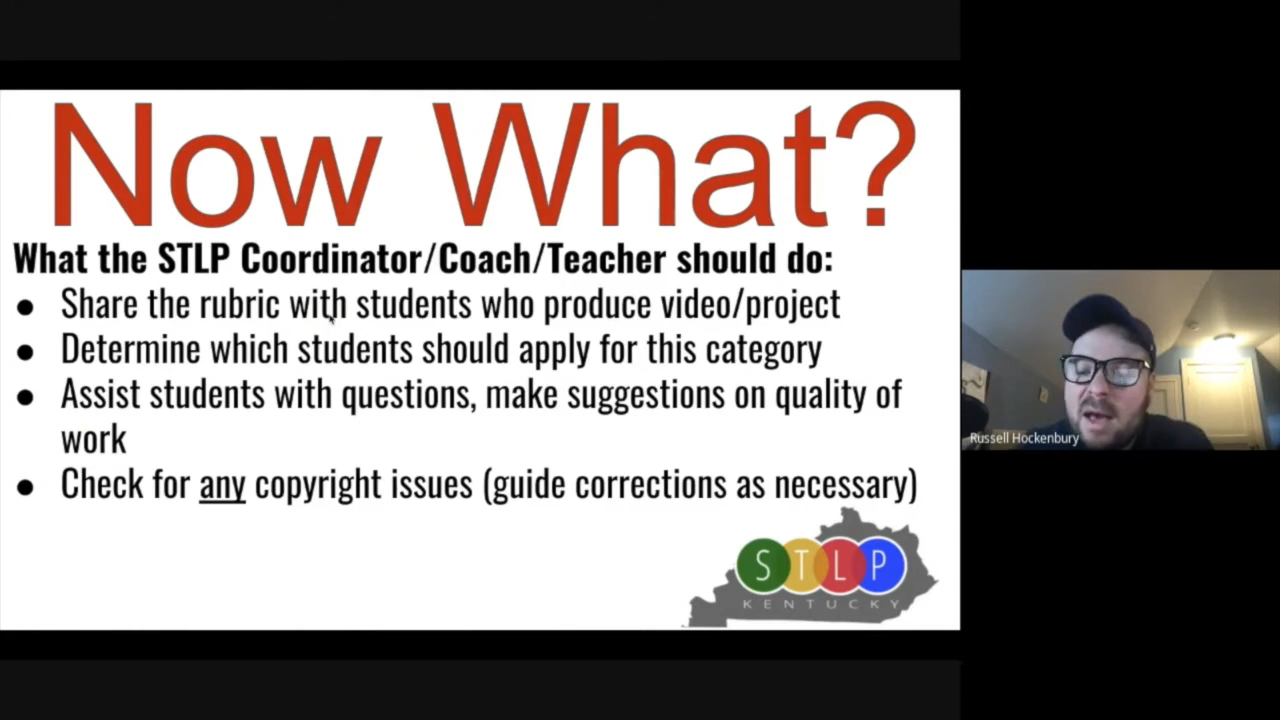 Now What?
What the STLP Coordinator/Coach/Teacher should do:
● Share the rubric with students who produce video/project
● Determine which students should apply for this category
● Assist students with questions, make suggestions on quality of
work
● Check for any copyright issues (guide corrections as necessary)
STLP
KENTUCKY
Russell Hockenbury